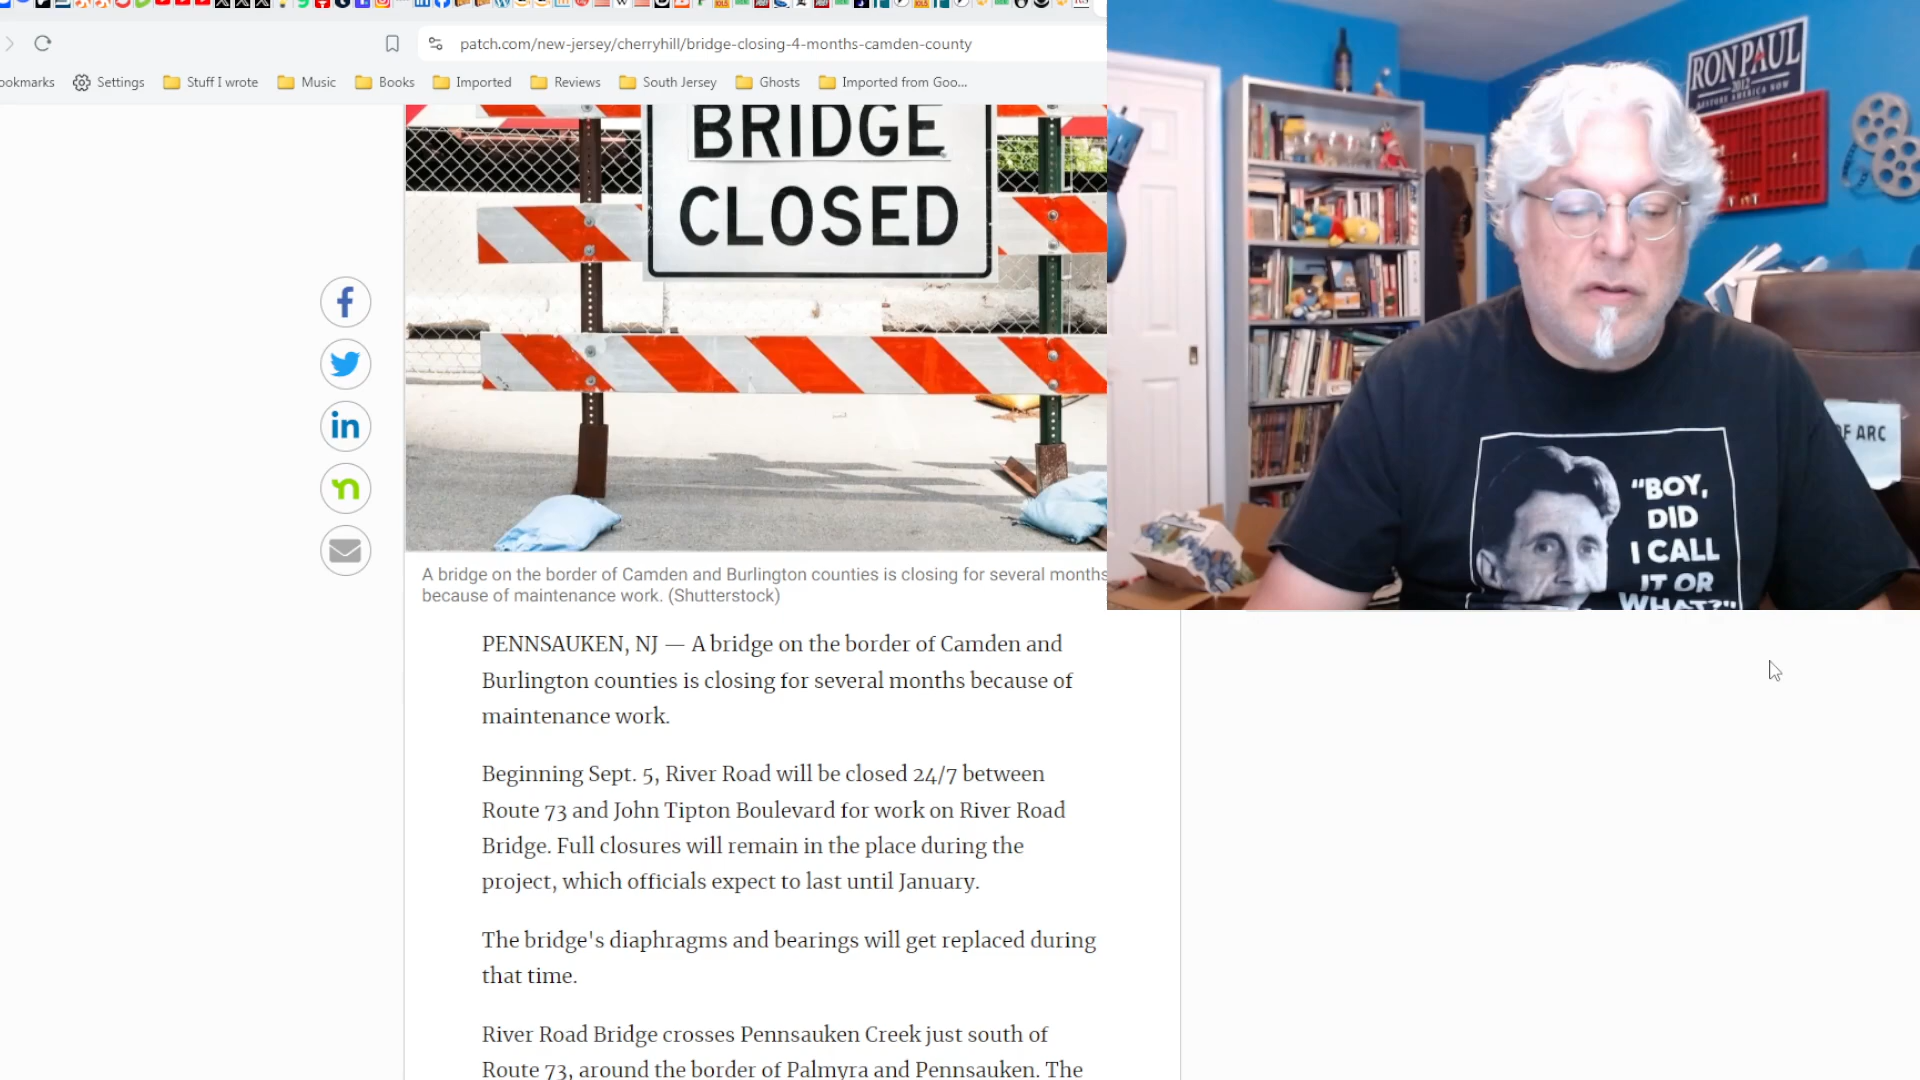 patch.com/new-jersey/cherryhill/bridge-closing-4-months-camden-county
ookmarks Settings Stuff I wrote Music Books Imported Reviews South Jersey Ghosts Imported from Goo...
BRIDGE
CLOSED
RON PAUL
2012
RESTORE AMERICA NOW
F ARC
"BOY,
DID
I CALL
IT OR
WHAT?"
A bridge on the border of Camden and Burlington counties is closing for several months
because of maintenance work. (Shutterstock)
PENNSAUKEN, NJ — A bridge on the border of Camden and
Burlington counties is closing for several months because of
maintenance work.
Beginning Sept. 5, River Road will be closed 24/7 between
Route 73 and John Tipton Boulevard for work on River Road
Bridge. Full closures will remain in the place during the
project, which officials expect to last until January.
The bridge's diaphragms and bearings will get replaced during
that time.
River Road Bridge crosses Pennsauken Creek just south of
Route 73, around the border of Palmyra and Pennsauken. The